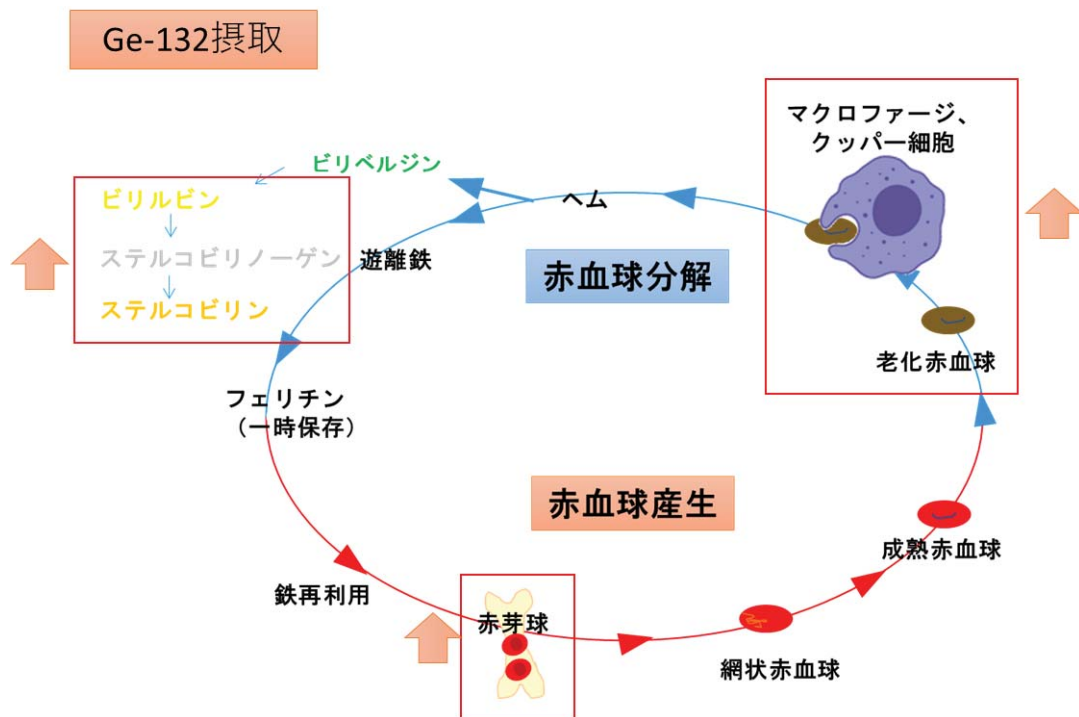 Ge-132摂取
マクロファージ、
クッパー細胞
ビリベルジン
ビリルビン
ヘム
ステルコビリノーゲン
遊離鉄
赤血球分解
ステルコビリン
老化赤血球
フェリチン
（一時保存）
赤血球産生
成熟赤血球
鉄再利用
赤芽球
網状赤血球